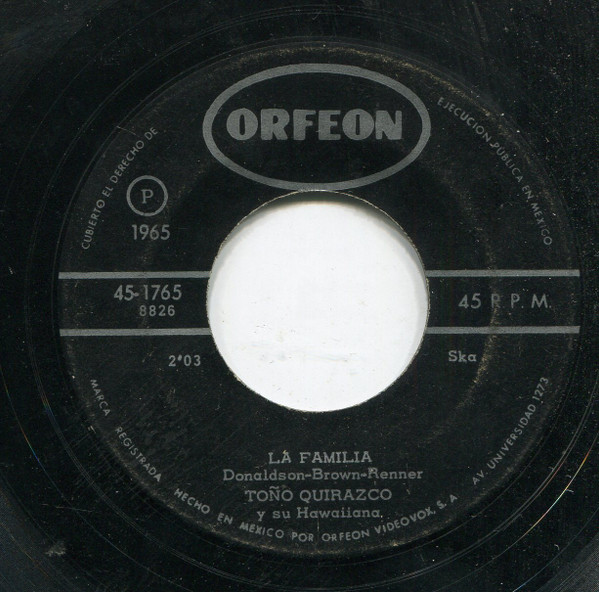 ORFEON
CUBIERTO EL DERECHO DE
EJECUCION PUBLICA EN MEXICO
P
1965
45-1765
8826
45 R. P. M.
2'03
Ska
LA FAMILIA
Donaldson-Brown-Renner
TOÑO QUIRAZCO
y su Hawaiiana.
MARCA REGISTRADA HECHO EN MEXICO POR ORFEON VIDEOVOX, S. A. AV. UNIVERSIDAD 1273